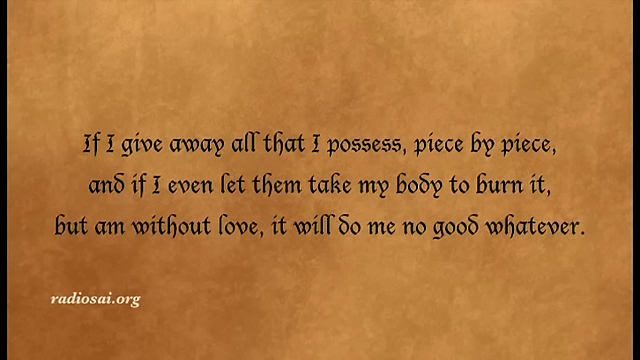 If I give away all that I possess, piece by piece,
and if I even let them take my body to burn it,
but am without love, it will do me no good whatever.
radiosai.org